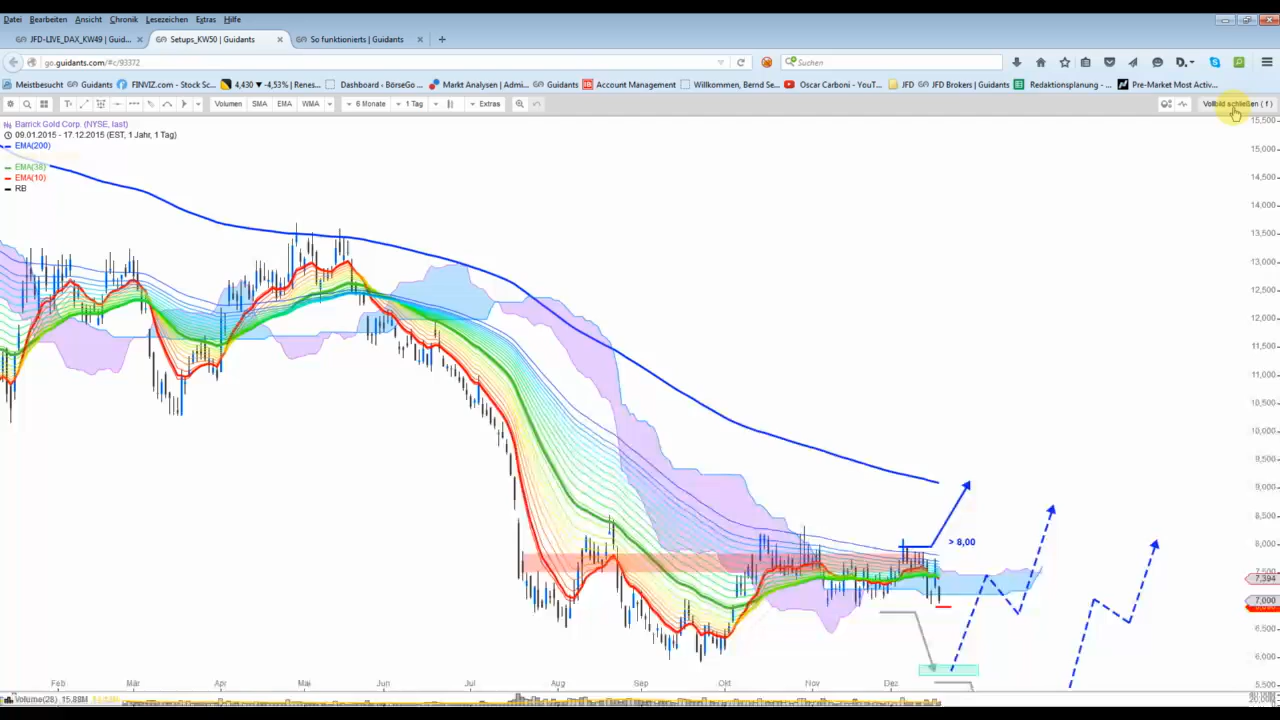 Datei Bearbeiten Ansicht Chronik Lesezeichen Extras Hilfe
JFD-LIVE_DAX_KW49 | Guid... × Setups_KW50 | Guidants × So funktionierts | Guidants × +
go.guidants.com/#c/93372 Suchen
Meistbesucht Guidants FINVIZ.com - Stock Sc... 4,430 ▼ -4,53% | Renes... Dashboard - BörseGo ... Markt Analysen | Admi... Guidants Account Management Willkommen, Bernd Se... Oscar Carboni - YouT... JFD JFD Brokers | Guidants Redaktionsplanung - ... Pre-Market Most Activ...
Volumen SMA EMA WMA 6 Monate 1 Tag Extras Vollbild schließen ( f )
Barrick Gold Corp. (NYSE, last)
09.01.2015 - 17.12.2015 (EST, 1 Jahr, 1 Tag)
EMA(200)
EMA(38)
EMA(10)
RB
15,500
15,000
14,500
14,000
13,500
13,000
12,500
12,000
11,500
11,000
10,500
10,000
9,500
9,000
8,500
8,000
> 8,00
7,500
7,394
7,000
6,500
6,000
5,500
Feb Mär Apr Mai Jun Jul Aug Sep Okt Nov Dez
Volume(28) 15.88M